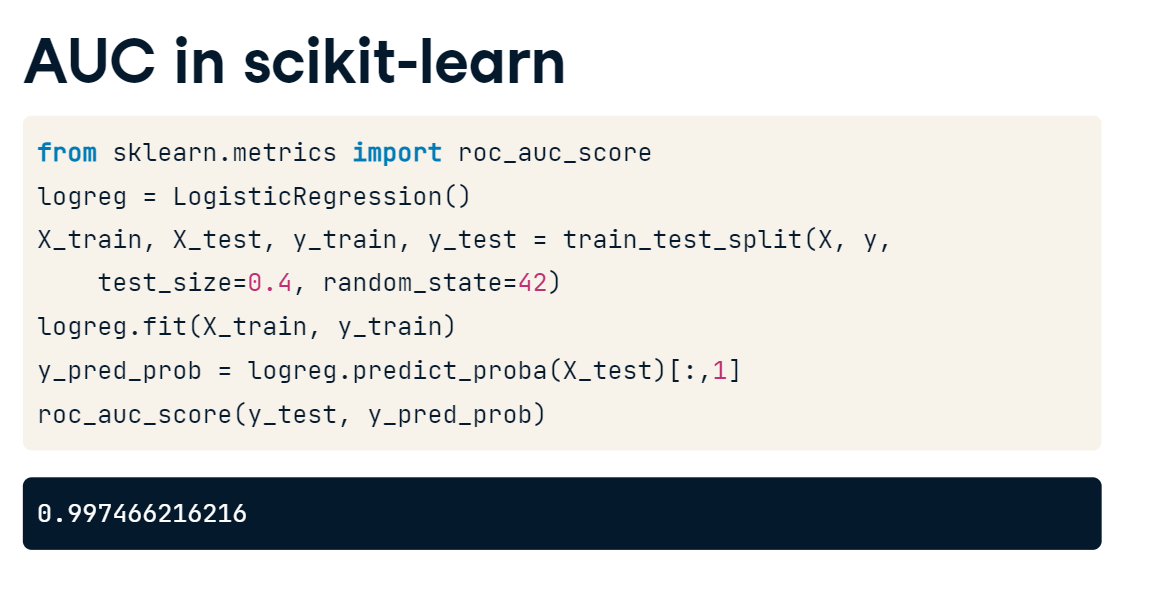 AUC in scikit-learn
from sklearn.metrics import roc_auc_score
logreg = LogisticRegression()
X_train, X_test, y_train, y_test = train_test_split(X, y,
    test_size=0.4, random_state=42)
logreg.fit(X_train, y_train)
y_pred_prob = logreg.predict_proba(X_test)[:,1]
roc_auc_score(y_test, y_pred_prob)
0.997466216216